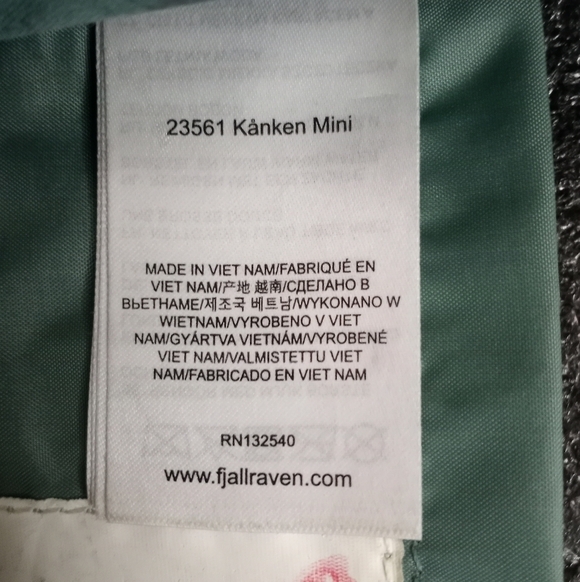 23561 Kånken Mini
MADE IN VIET NAM/FABRIQUÉ EN
VIET NAM/产地 越南/СДЕЛАНО В
ВЬЕТНАМЕ/제조국 베트남/WYKONANO W
WIETNAM/VYROBENO V VIET
NAM/GYÁRTVA VIETNÁM/VYROBENÉ
VIET NAM/VALMISTETTU VIET
NAM/FABRICADO EN VIET NAM
RN132540
www.fjallraven.com